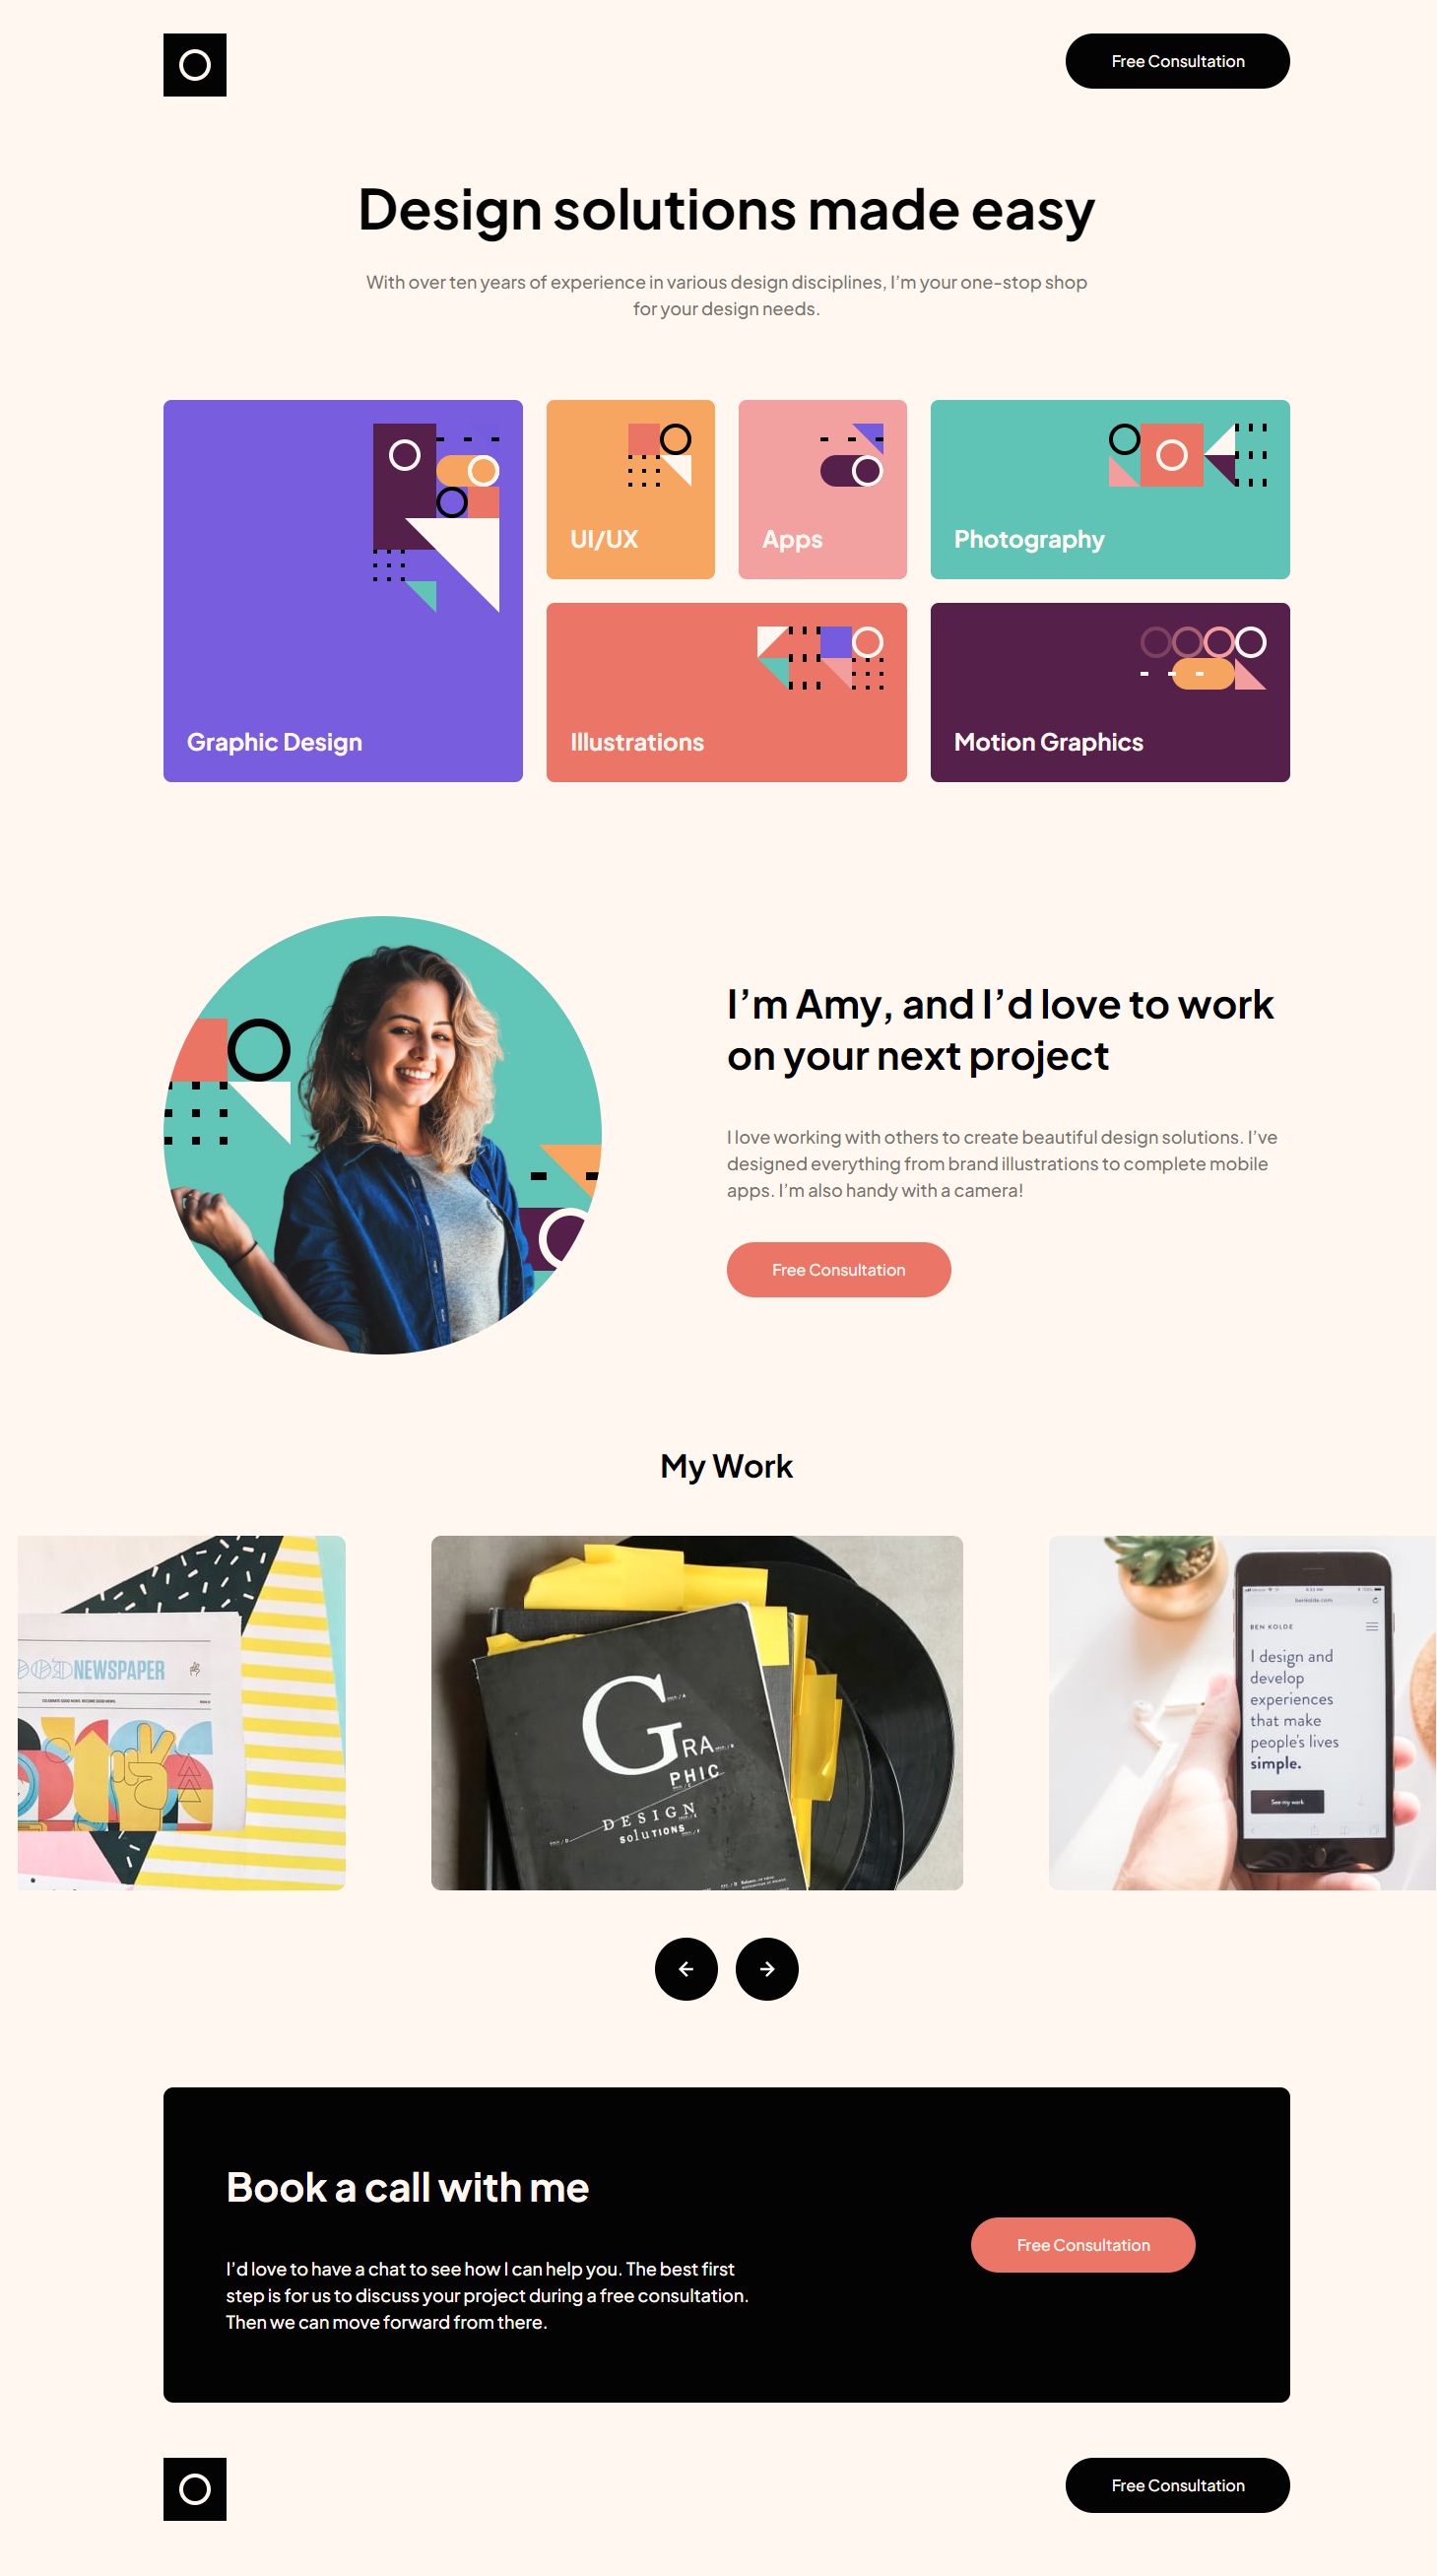 Free Consultation
Design solutions made easy
With over ten years of experience in various design disciplines, I’m your one-stop shop
for your design needs.
UI/UX
Apps
Photography
Graphic Design
Illustrations
Motion Graphics
I’m Amy, and I’d love to work
on your next project
I love working with others to create beautiful design solutions. I’ve
designed everything from brand illustrations to complete mobile
apps. I’m also handy with a camera!
Free Consultation
My Work
NEWSPAPER
G
RA
PHIC
DESIGN
soluTIONS
benkolde.com
BEN KOLDE
I design and
develop
experiences
that make
people's lives
simple.
See my work
Book a call with me
I’d love to have a chat to see how I can help you. The best first
step is for us to discuss your project during a free consultation.
Then we can move forward from there.
Free Consultation
Free Consultation